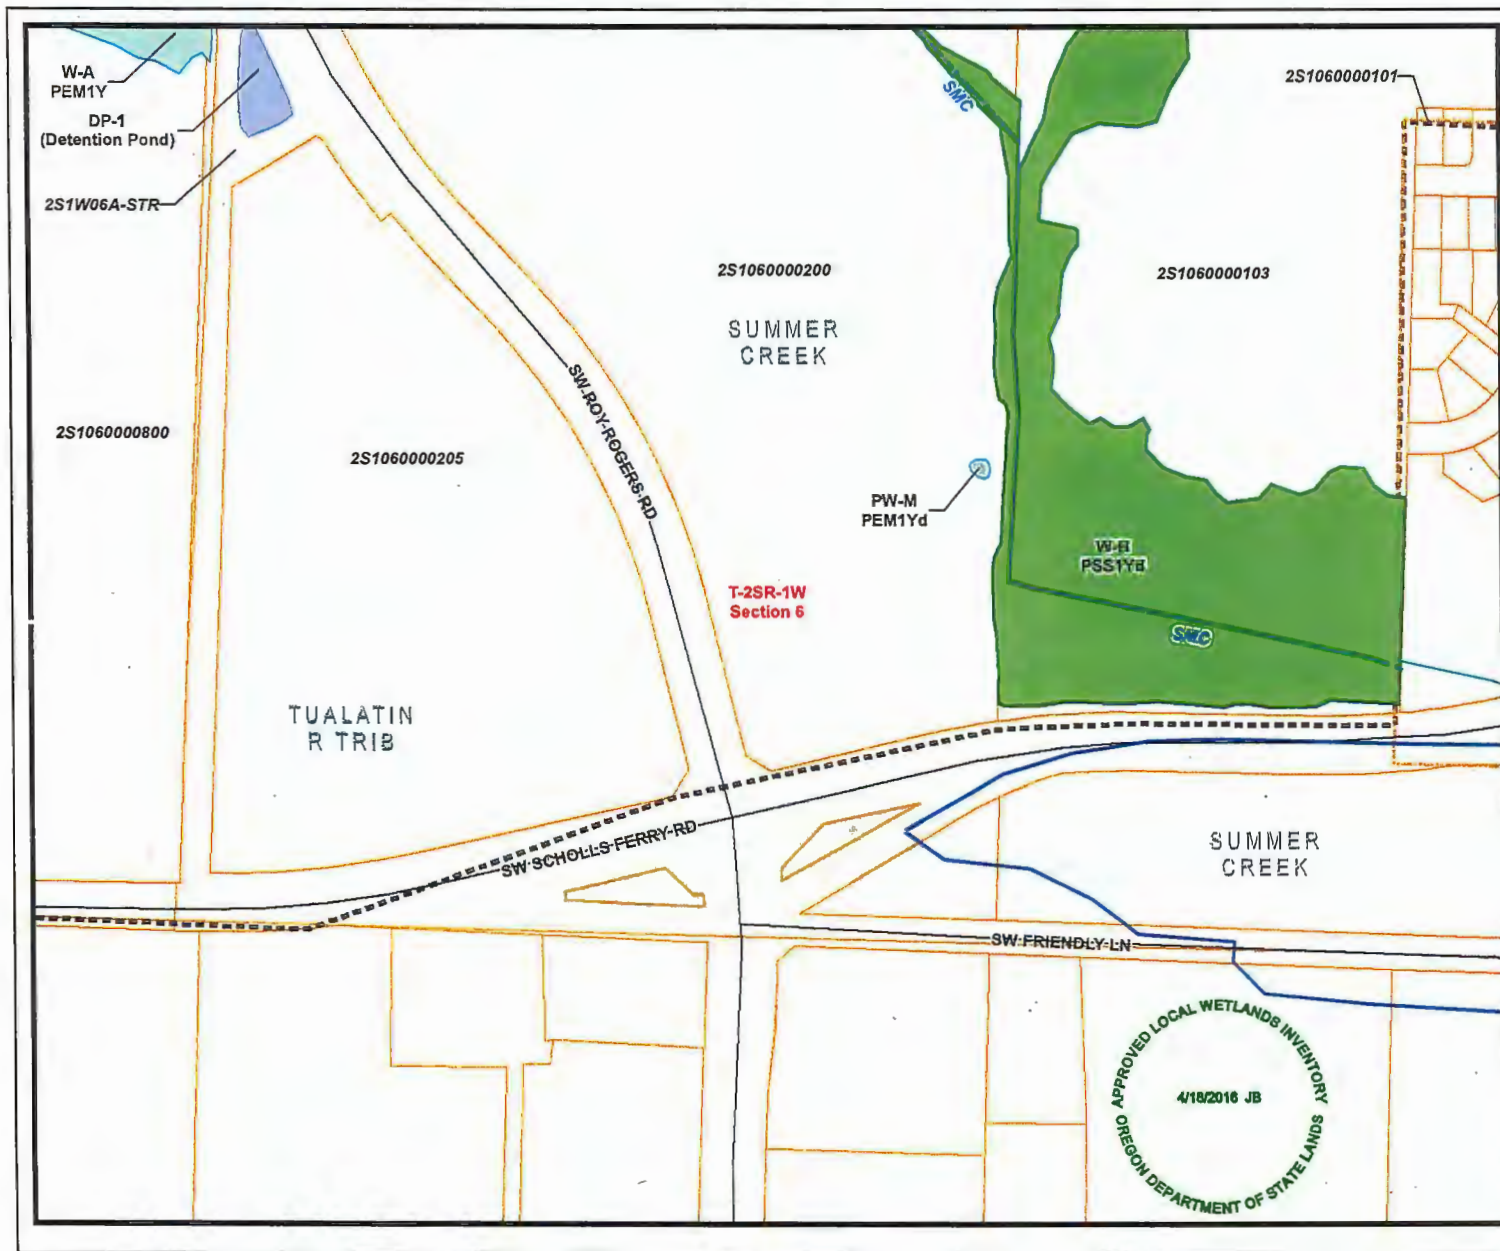 W-A
PEM1Y
DP-1
(Detention Pond)
2S1W06A-STR
SMC
2S1060000101
2S1060000200
SUMMER
CREEK
2S1060000103
2S1060000800
2S1060000205
SW ROY ROGERS RD
PW-M
PEM1Yd
W-H
PSS1Yd
T-2SR-1W
Section 6
SMC
TUALATIN
R TRIB
SW SCHOLLS FERRY RD
SUMMER
CREEK
SW FRIENDLY LN
APPROVED LOCAL WETLANDS INVENTORY
4/18/2016 JB
OREGON DEPARTMENT OF STATE LANDS